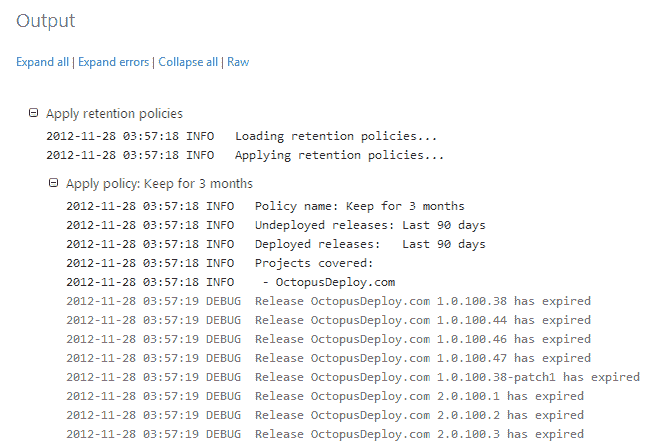 Output
Expand all | Expand errors | Collapse all | Raw
Apply retention policies
2012-11-28 03:57:18 INFO   Loading retention policies...
2012-11-28 03:57:18 INFO   Applying retention policies...
Apply policy: Keep for 3 months
2012-11-28 03:57:18 INFO   Policy name: Keep for 3 months
2012-11-28 03:57:18 INFO   Undeployed releases: Last 90 days
2012-11-28 03:57:18 INFO   Deployed releases:   Last 90 days
2012-11-28 03:57:18 INFO   Projects covered:
2012-11-28 03:57:18 INFO    - OctopusDeploy.com
2012-11-28 03:57:19 DEBUG  Release OctopusDeploy.com 1.0.100.38 has expired
2012-11-28 03:57:19 DEBUG  Release OctopusDeploy.com 1.0.100.44 has expired
2012-11-28 03:57:19 DEBUG  Release OctopusDeploy.com 1.0.100.46 has expired
2012-11-28 03:57:19 DEBUG  Release OctopusDeploy.com 1.0.100.47 has expired
2012-11-28 03:57:19 DEBUG  Release OctopusDeploy.com 1.0.100.38-patch1 has expired
2012-11-28 03:57:19 DEBUG  Release OctopusDeploy.com 2.0.100.1 has expired
2012-11-28 03:57:19 DEBUG  Release OctopusDeploy.com 2.0.100.2 has expired
2012-11-28 03:57:19 DEBUG  Release OctopusDeploy.com 2.0.100.3 has expired